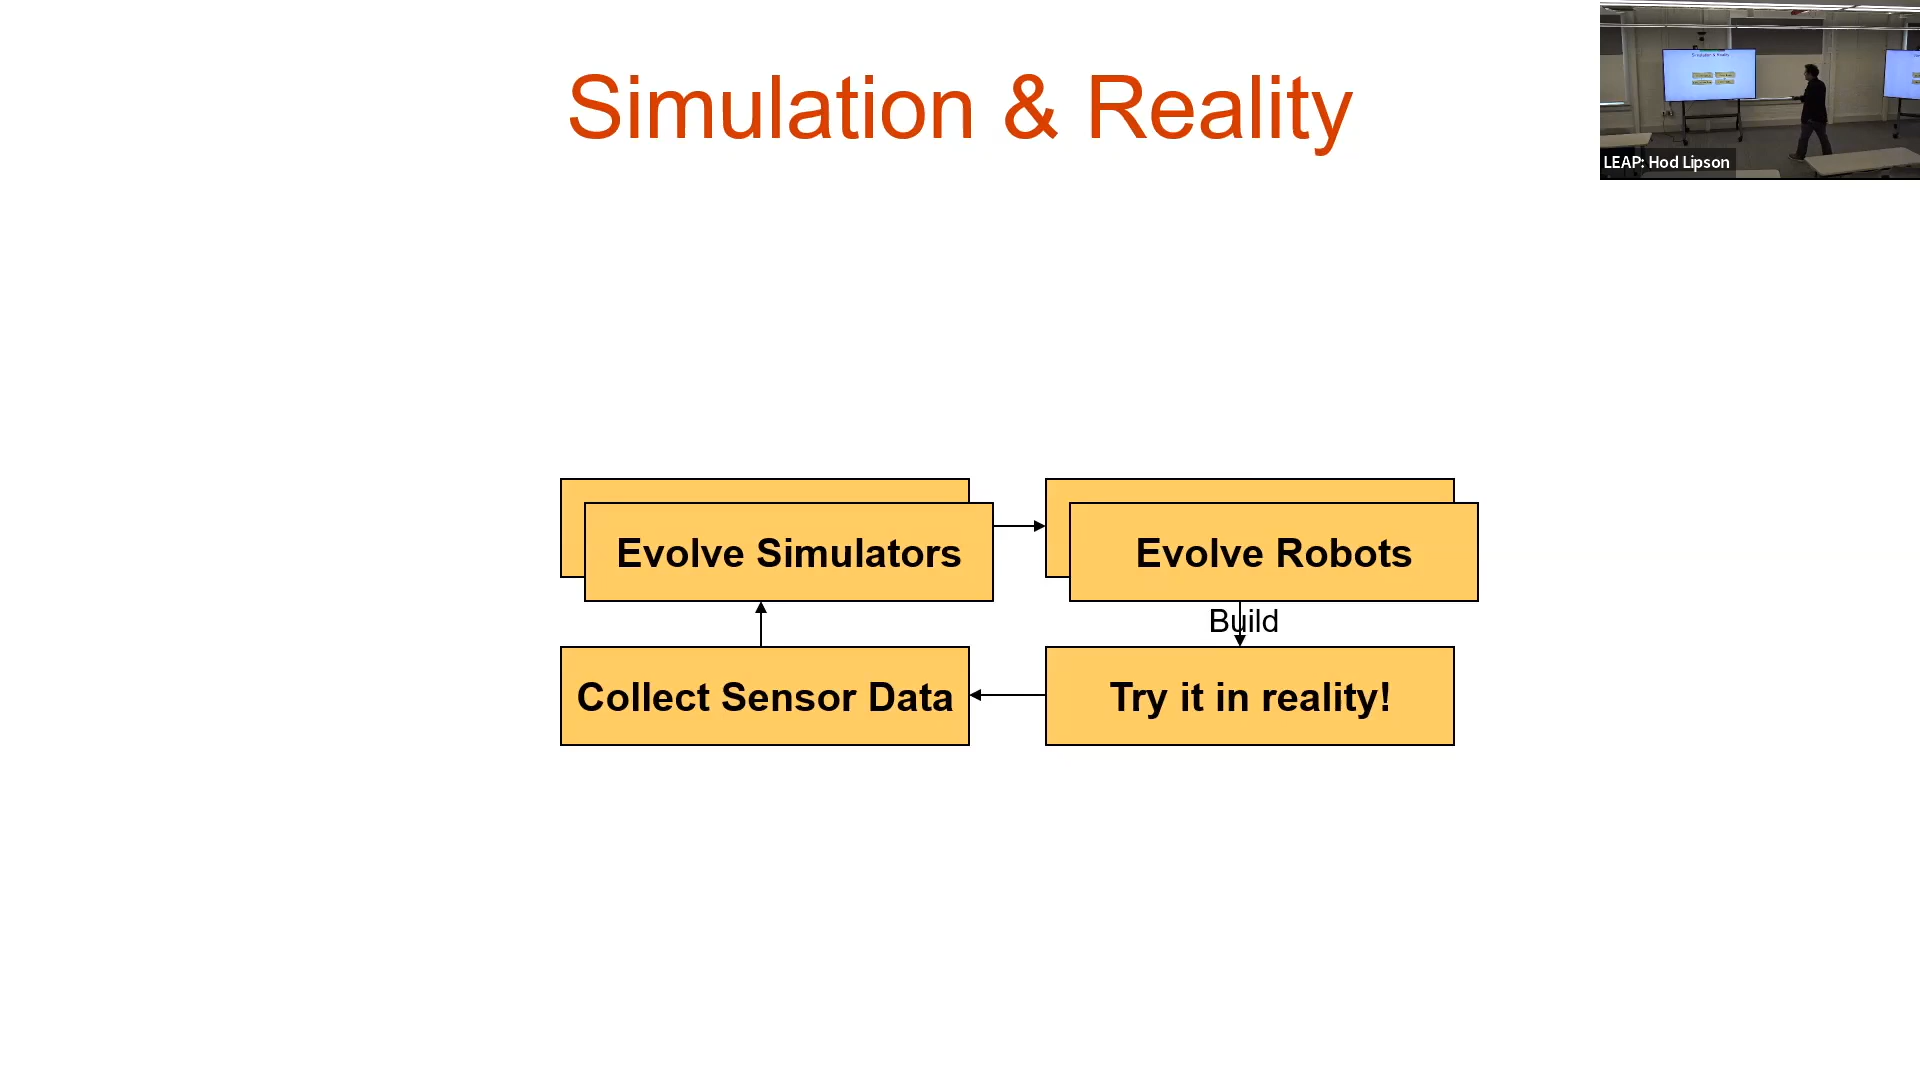 Simulation & Reality
LEAP: Hod Lipson
Evolve Simulators
Evolve Robots
Build
Collect Sensor Data
Try it in reality!